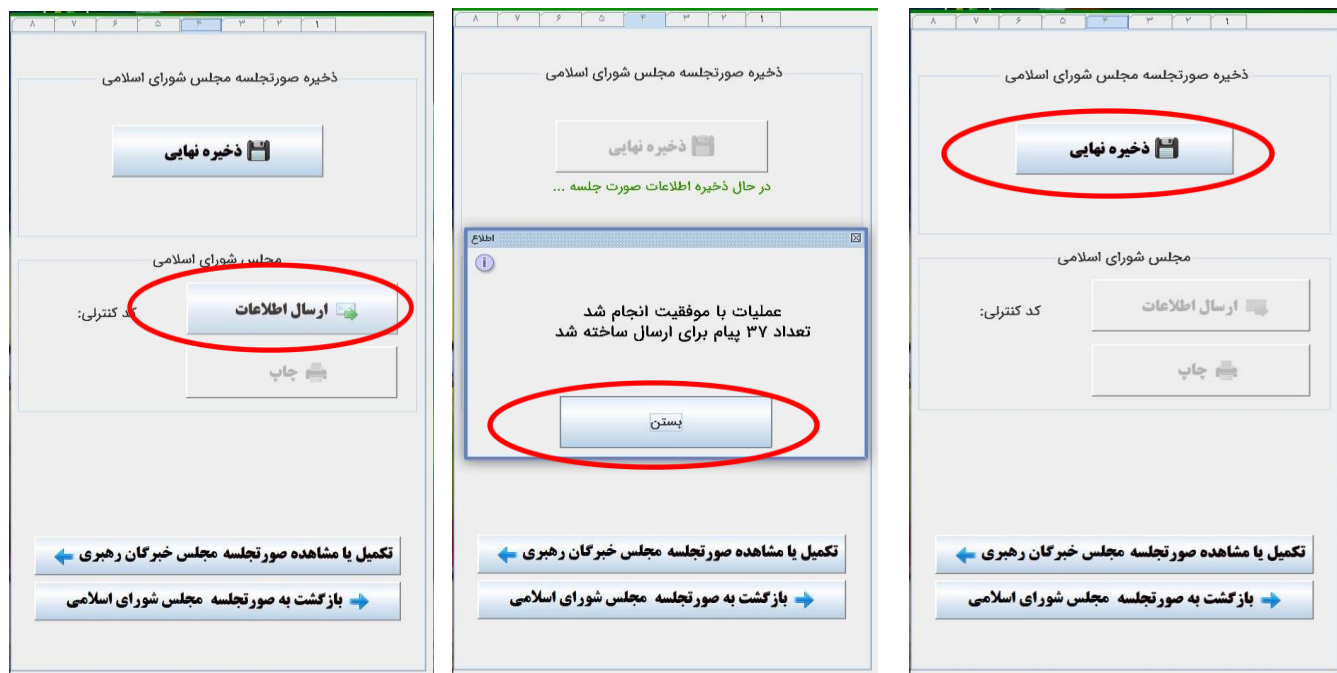 ۱ ۲ ۳ ۴ ۵ ۶ ۷ ۸
ذخیره صورتجلسه مجلس شورای اسلامی
ذخیره نهایی
مجلس شورای اسلامی
ارسال اطلاعات
کد کنترلی:
چاپ
تکمیل یا مشاهده صورتجلسه مجلس خبرگان رهبری
بازگشت به صورتجلسه مجلس شورای اسلامی
۱ ۲ ۳ ۴ ۵ ۶ ۷ ۸
ذخیره صورتجلسه مجلس شورای اسلامی
ذخیره نهایی
در حال ذخیره اطلاعات صورت جلسه ...
اطلاع
عملیات با موفقیت انجام شد
تعداد ۳۷ پیام برای ارسال ساخته شد
بستن
تکمیل یا مشاهده صورتجلسه مجلس خبرگان رهبری
بازگشت به صورتجلسه مجلس شورای اسلامی
۱ ۲ ۳ ۴ ۵ ۶ ۷ ۸
ذخیره صورتجلسه مجلس شورای اسلامی
ذخیره نهایی
مجلس شورای اسلامی
ارسال اطلاعات
کد کنترلی:
چاپ
تکمیل یا مشاهده صورتجلسه مجلس خبرگان رهبری
بازگشت به صورتجلسه مجلس شورای اسلامی